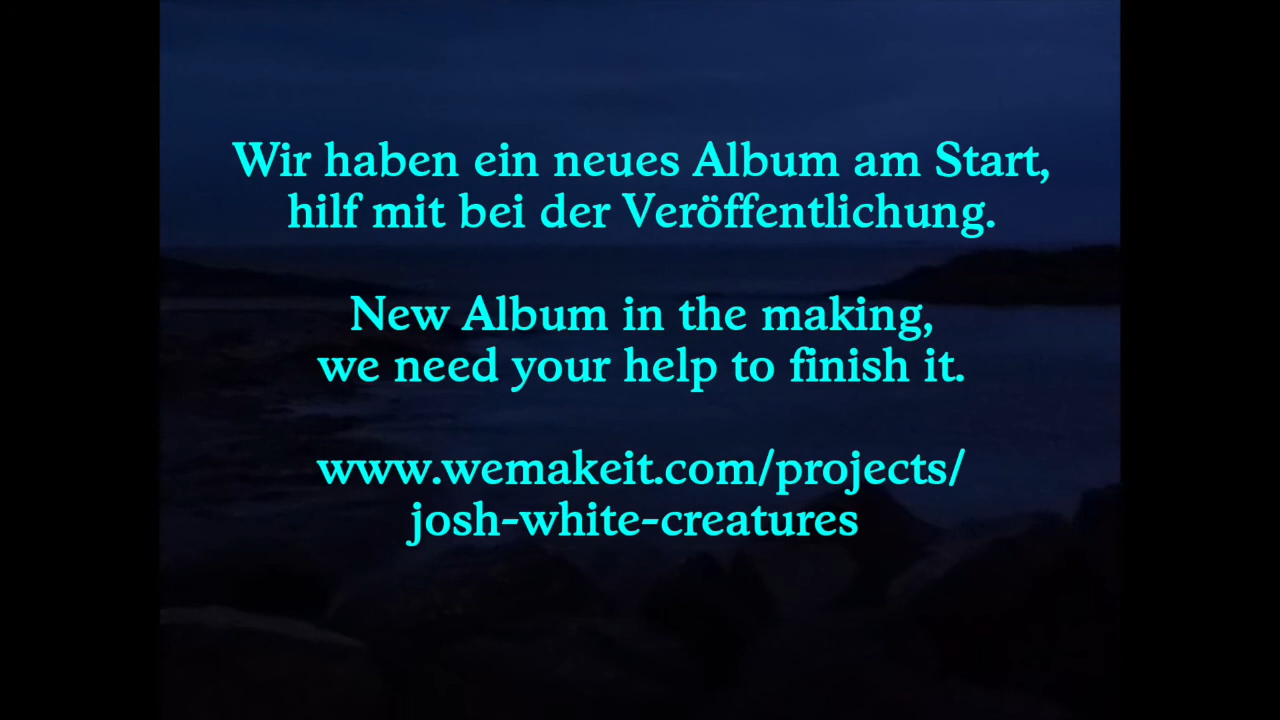 Wir haben ein neues Album am Start,
hilf mit bei der Veröffentlichung.
New Album in the making,
we need your help to finish it.
www.wemakeit.com/projects/
josh-white-creatures